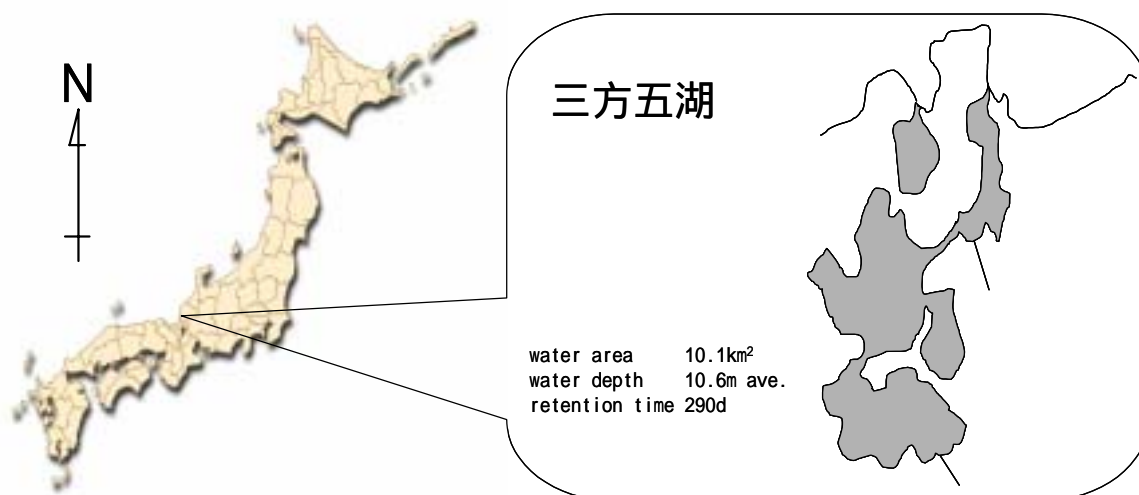 N
三方五湖
water area 10.1km²
water depth 10.6m ave.
retention time 290d